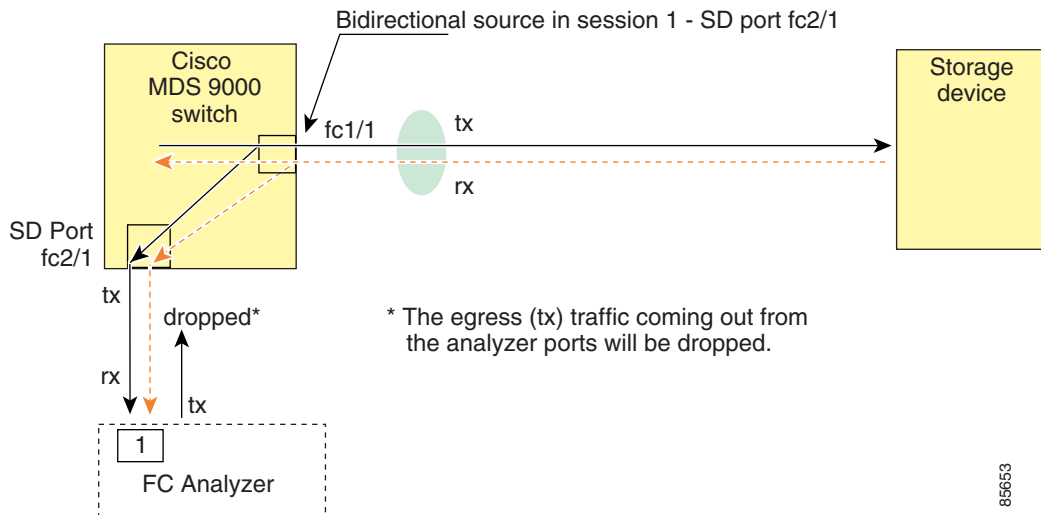 Bidirectional source in session 1 - SD port fc2/1
Cisco
MDS 9000
switch
Storage
device
fc1/1
tx
rx
SD Port
fc2/1
tx
dropped*
* The egress (tx) traffic coming out from
the analyzer ports will be dropped.
rx
tx
1
FC Analyzer
85653